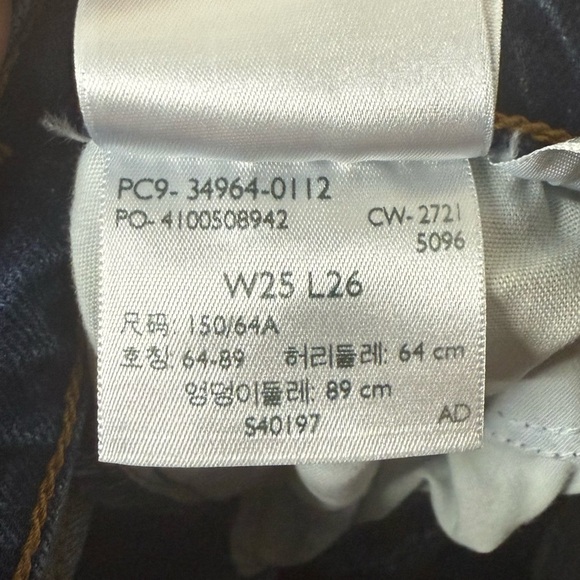 PC9- 34964-0112
PO- 4100508942 CW- 2721
5096
W25 L26
尺码: 150/64A
호칭: 64-89 허리둘레: 64 cm
엉덩이둘레: 89 cm
S40197 AD